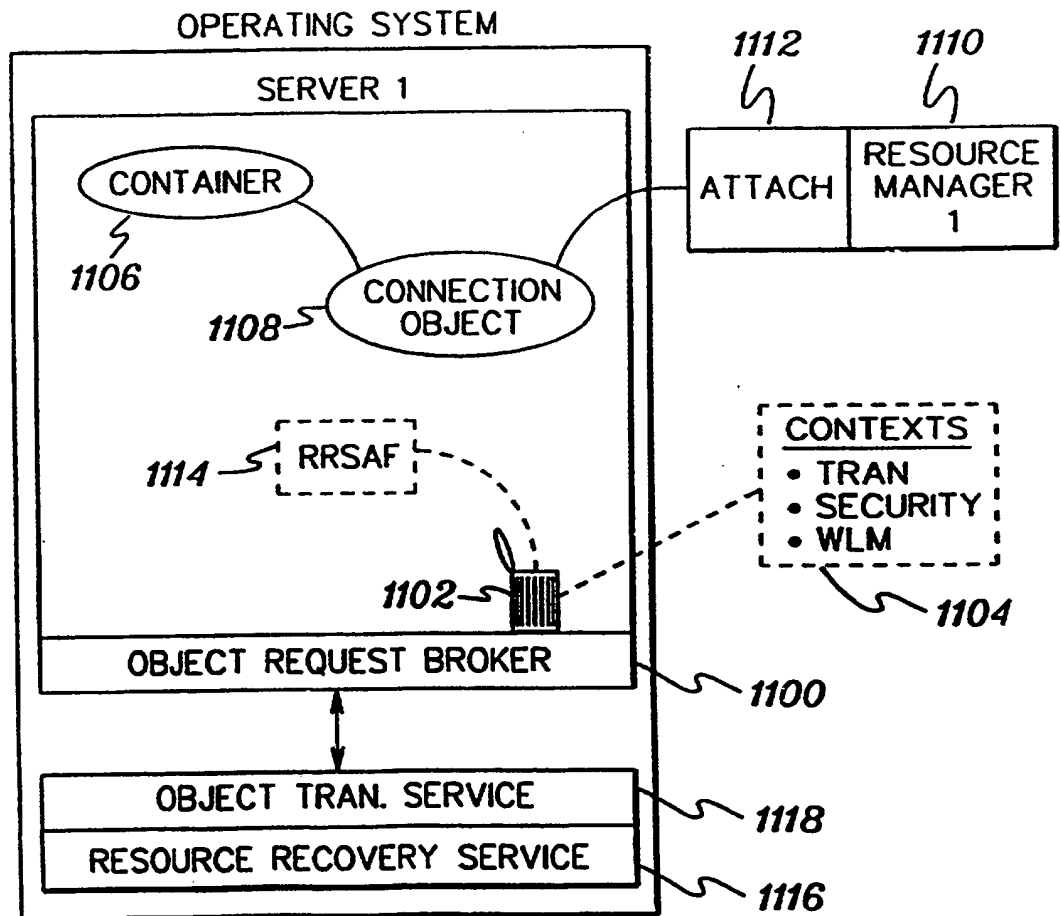 OPERATING SYSTEM
1112
1110
SERVER 1
CONTAINER
ATTACH
RESOURCE
MANAGER
1
1106
CONNECTION
OBJECT
1108
CONTEXTS
• TRAN
• SECURITY
• WLM
RRSAF
1114
1102
1104
OBJECT REQUEST BROKER
1100
OBJECT TRAN. SERVICE
1118
RESOURCE RECOVERY SERVICE
1116